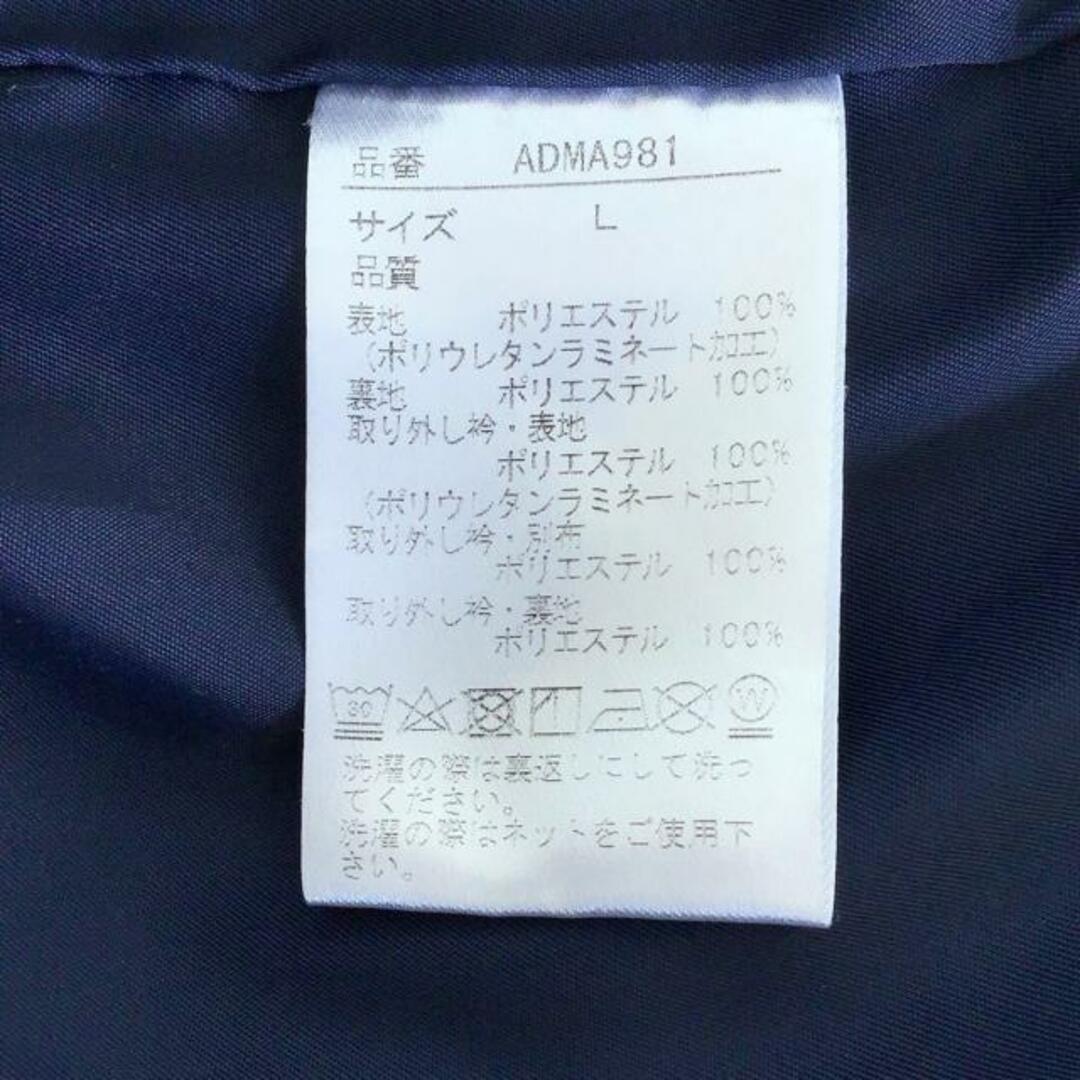 品番 ADMA981
サイズ L
品質
表地 ポリエステル 100%
(ポリウレタンラミネート加工)
裏地 ポリエステル 100%
取り外し衿・表地
ポリエステル 100%
(ポリウレタンラミネート加工)
取り外し衿・別布
ポリエステル 100%
取り外し衿・裏地
ポリエステル 100%
30 W
洗濯の際は裏返しにして洗っ
てください。
洗濯の際はネットをご使用下
さい。